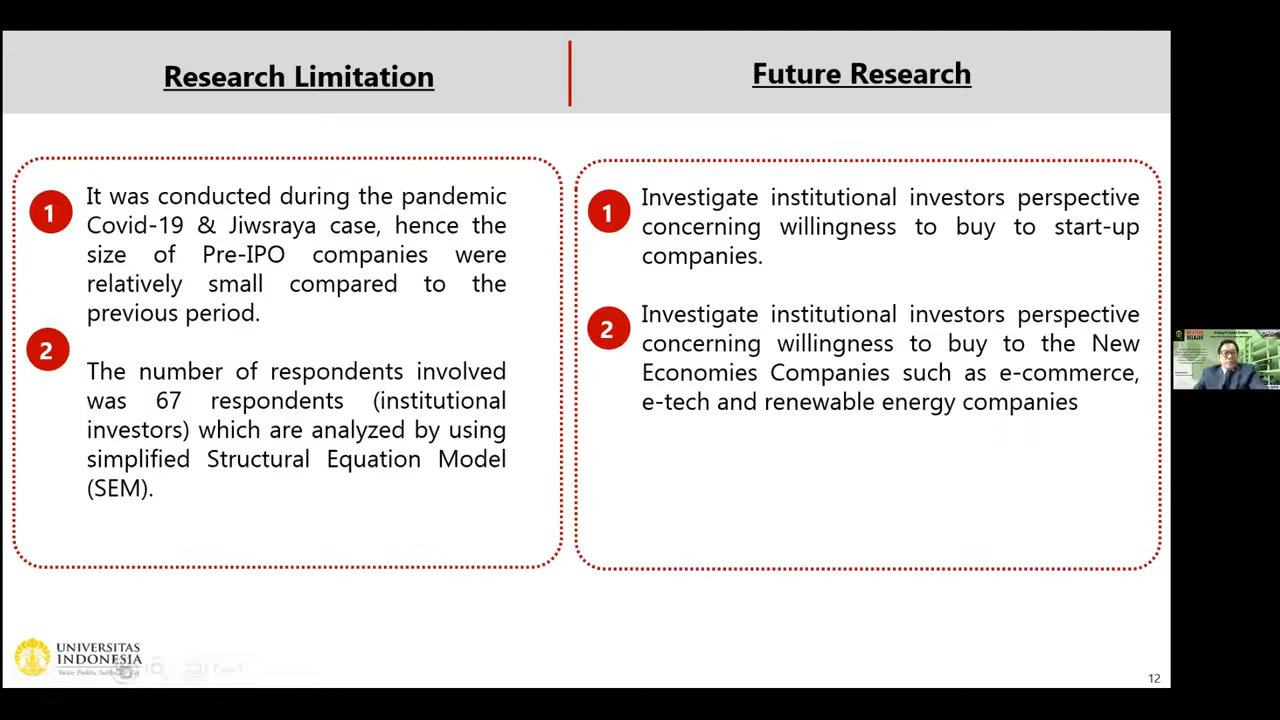 Research Limitation
Future Research
1
It was conducted during the pandemic
Covid-19 & Jiwsraya case, hence the
size of Pre-IPO companies were
relatively small compared to the
previous period.
2
The number of respondents involved
was 67 respondents (institutional
investors) which are analyzed by using
simplified Structural Equation Model
(SEM).
1
Investigate institutional investors perspective
concerning willingness to buy to start-up
companies.
2
Investigate institutional investors perspective
concerning willingness to buy to the New
Economies Companies such as e-commerce,
e-tech and renewable energy companies
UNIVERSITAS
INDONESIA
12